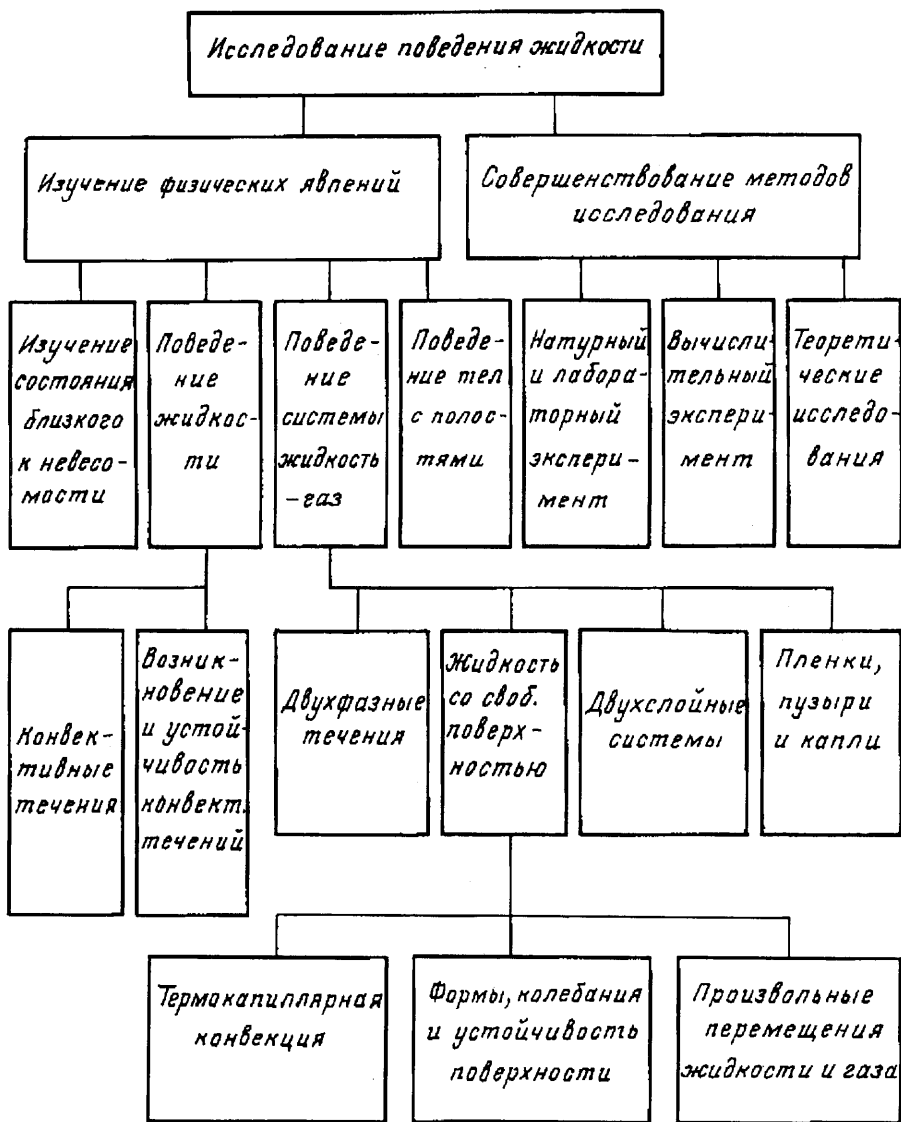 Исследование поведения жидкости
Изучение физических явлений
Совершенствование методов
исследования
Изучение
состояния
близкого
к невесо-
мости
Поведе-
ние
жидкос-
ти
Поведе-
ние
системы
жидкость
-газ
Поведе-
ние тел
с полос-
тями
Натурный
и лабора-
торный
экспери-
мент
Вычисли-
тельный
экспери-
мент
Теорети-
ческие
исследо-
вания
Конвек-
тивные
течения
Возник-
новение
и устой-
чивость
конвект.
течений
Двухфазные
течения
Жидкость
со своб.
поверх-
ностью
Двухслойные
системы
Пленки,
пузыри
и капли
Термокапиллярная
конвекция
Формы, колебания
и устойчивость
поверхности
Произвольные
перемещения
жидкости и газа